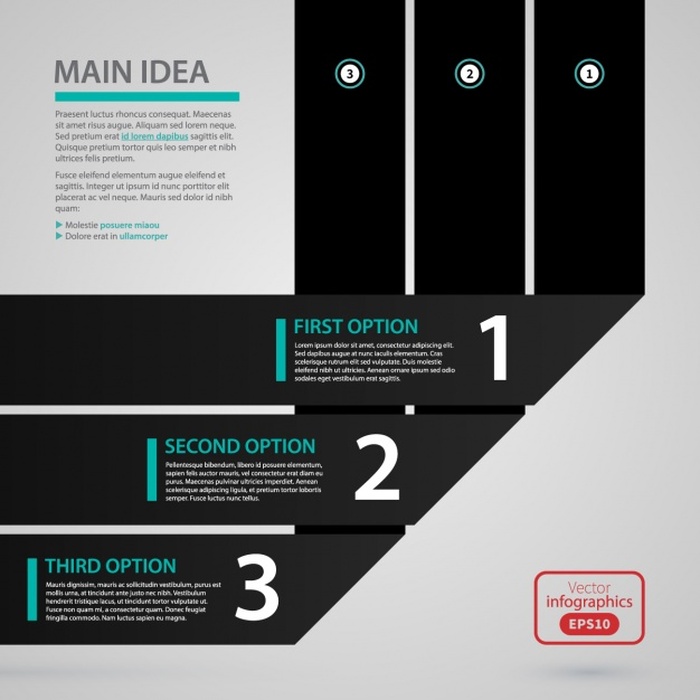 MAIN IDEA
Praesent luctus rhoncus consequat. Maecenas
sit amet risus augue. Aliquam sed lorem neque.
Sed pretium erat id lorem dapibus sagittis elit.
Quisque pretium tortor quis leo semper et nibh
ultrices felis pretium.
Fusce eleifend elementum augue eleifend et
sagittis. Integer ut ipsum id nunc porttitor elit
placerat ac vel neque. Mauris sed dolor id nibh
quam:
Molestie posuere miaou
Dolore erat in ullamcorper
3
2
1
FIRST OPTION
Lorem ipsum dolor sit amet, consectetur adipiscing elit.
Sed dapibus augue at nunc iaculis elementum. Cras
scelerisque rutrum elit sed vulputate. Duis molestie
eleifend nibh ut ultricies. Aenean ornare ipsum sed odio
sodales eget vestibulum erat sagittis.
1
SECOND OPTION
Pellentesque bibendum, libero id posuere elementum,
sapien felis auctor mauris, vel consectetur erat diam eu
purus. Maecenas ultricies imperdiet. Aenean
scelerisque adipiscing ligula, et pretium tortor lobortis
semper. Fusce luctus nunc tellus.
2
THIRD OPTION
Mauris dignissim, mauris ac sollicitudin vestibulum, purus est
mollis urna, at tincidunt ante justo nec nibh. Vestibulum
hendrerit tristique lacus, ut tincidunt tortor vulputate ut.
Fusce non quam mi, a consectetur quam. Donec feugiat
fringilla commodo. Nam luctus sapien eu magna.
3
Vector
infographics
EPS10